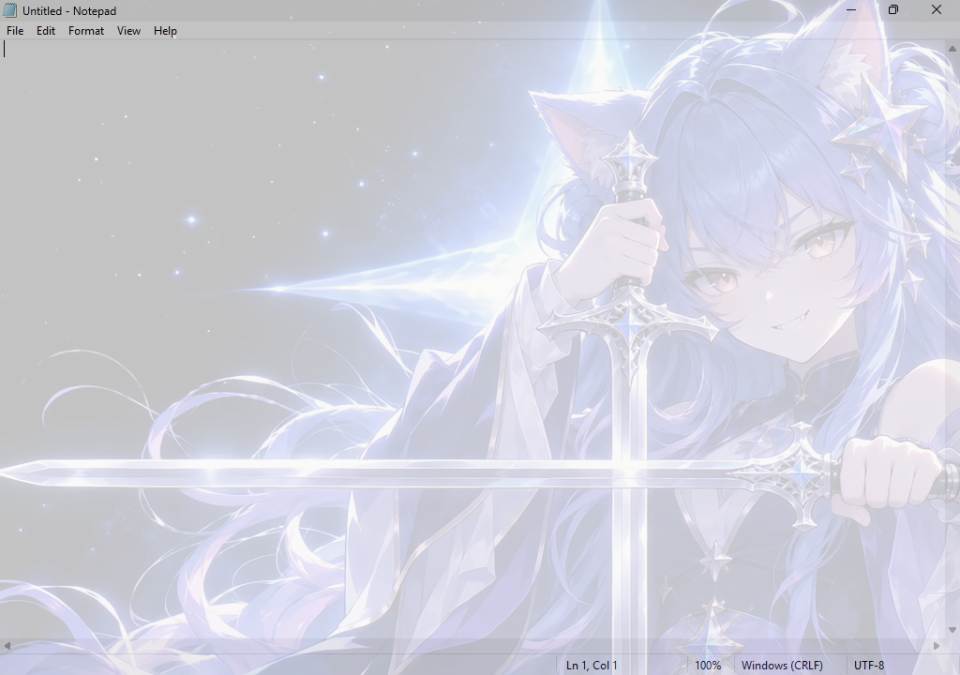 Untitled - Notepad
File Edit Format View Help
Ln 1, Col 1 100% Windows (CRLF) UTF-8